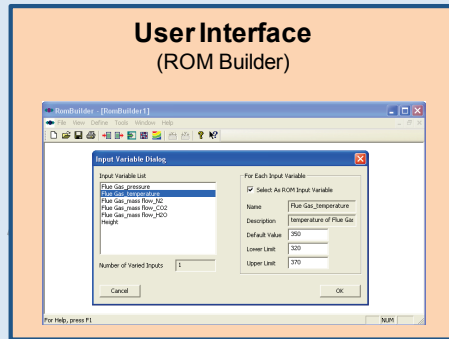 User Interface
(ROM Builder)
RomBuilder - [RomBuilder1]
File View Define Tools Window Help
Input Variable Dialog
Input Variable List
Flue Gas_pressure
Flue Gas_temperature
Flue Gas_mass flow_N2
Flue Gas_mass flow_CO2
Flue Gas_mass flow_H2O
Height
Number of Varied Inputs 1
Cancel
For Each Input Variable
Select As ROM Input Variable
Name Flue Gas_temperature
Description temperature of Flue Gas
Default Value 350
Lower Limit 320
Upper Limit 370
OK
For Help, press F1
NUM